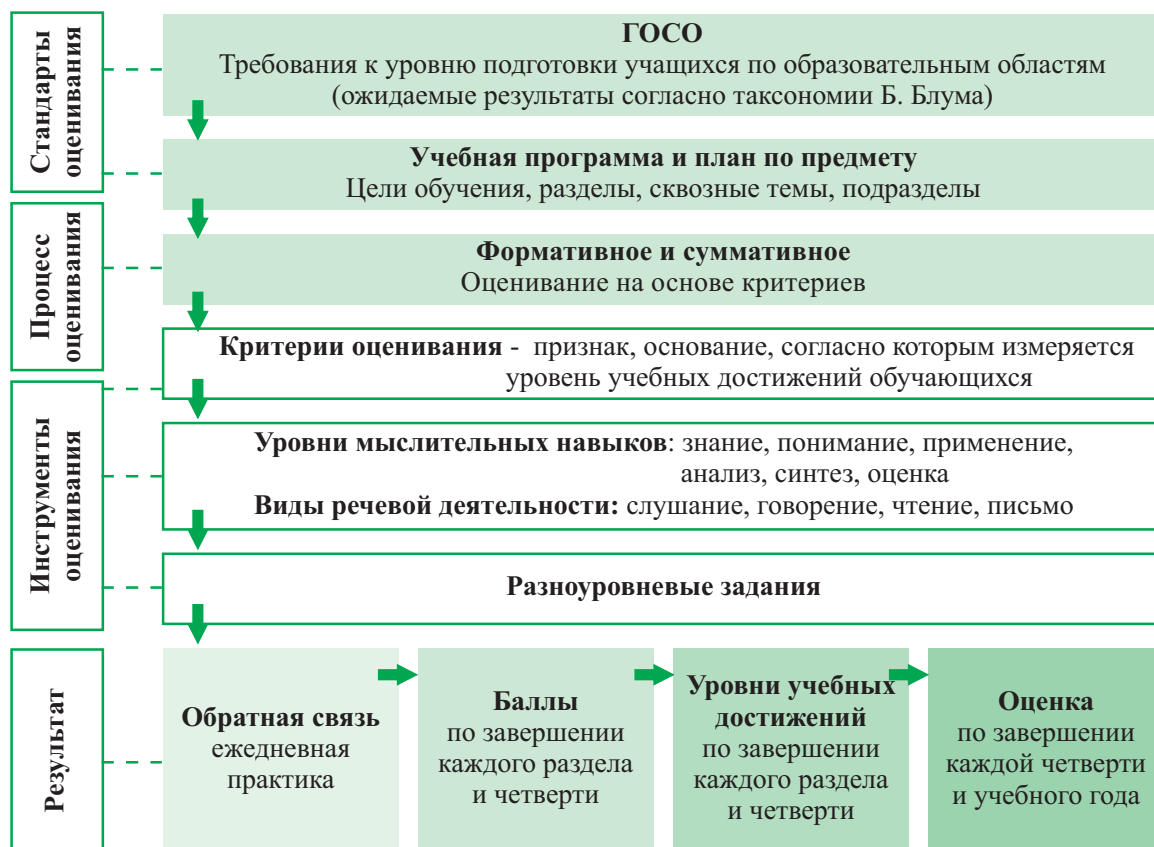 Стандарты
оценивания
ГОСО
Требования к уровню подготовки учащихся по образовательным областям
(ожидаемые результаты согласно таксономии Б. Блума)
Учебная программа и план по предмету
Цели обучения, разделы, сквозные темы, подразделы
Процесс
оценивания
Формативное и суммативное
Оценивание на основе критериев
Критерии оценивания - признак, основание, согласно которым измеряется
уровень учебных достижений обучающихся
Инструменты
оценивания
Уровни мыслительных навыков: знание, понимание, применение,
анализ, синтез, оценка
Виды речевой деятельности: слушание, говорение, чтение, письмо
Разноуровневые задания
Результат
Обратная связь
ежедневная
практика
Баллы
по завершении
каждого раздела
и четверти
Уровни учебных
достижений
по завершении
каждого раздела
и четверти
Оценка
по завершении
каждой четверти
и учебного года